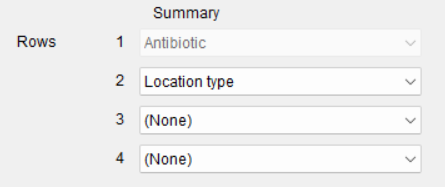 Summary
Rows 1 Antibiotic
2 Location type
3 (None)
4 (None)